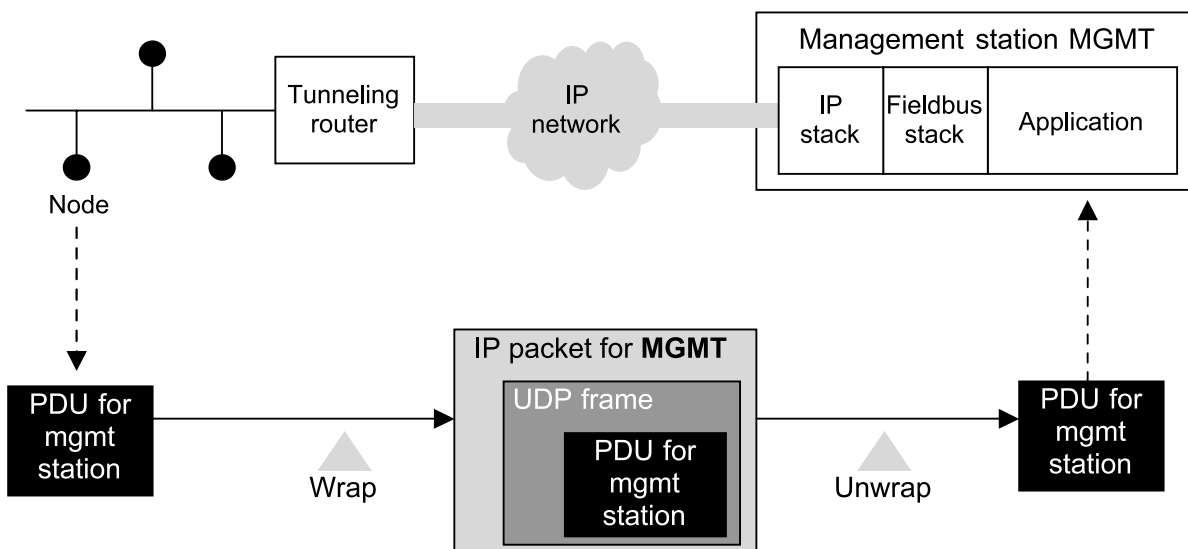 Management station MGMT
Tunneling
router
IP
network
IP
stack
Fieldbus
stack
Application
Node
IP packet for MGMT
UDP frame
PDU for
mgmt
station
PDU for
mgmt
station
PDU for
mgmt
station
Wrap
Unwrap